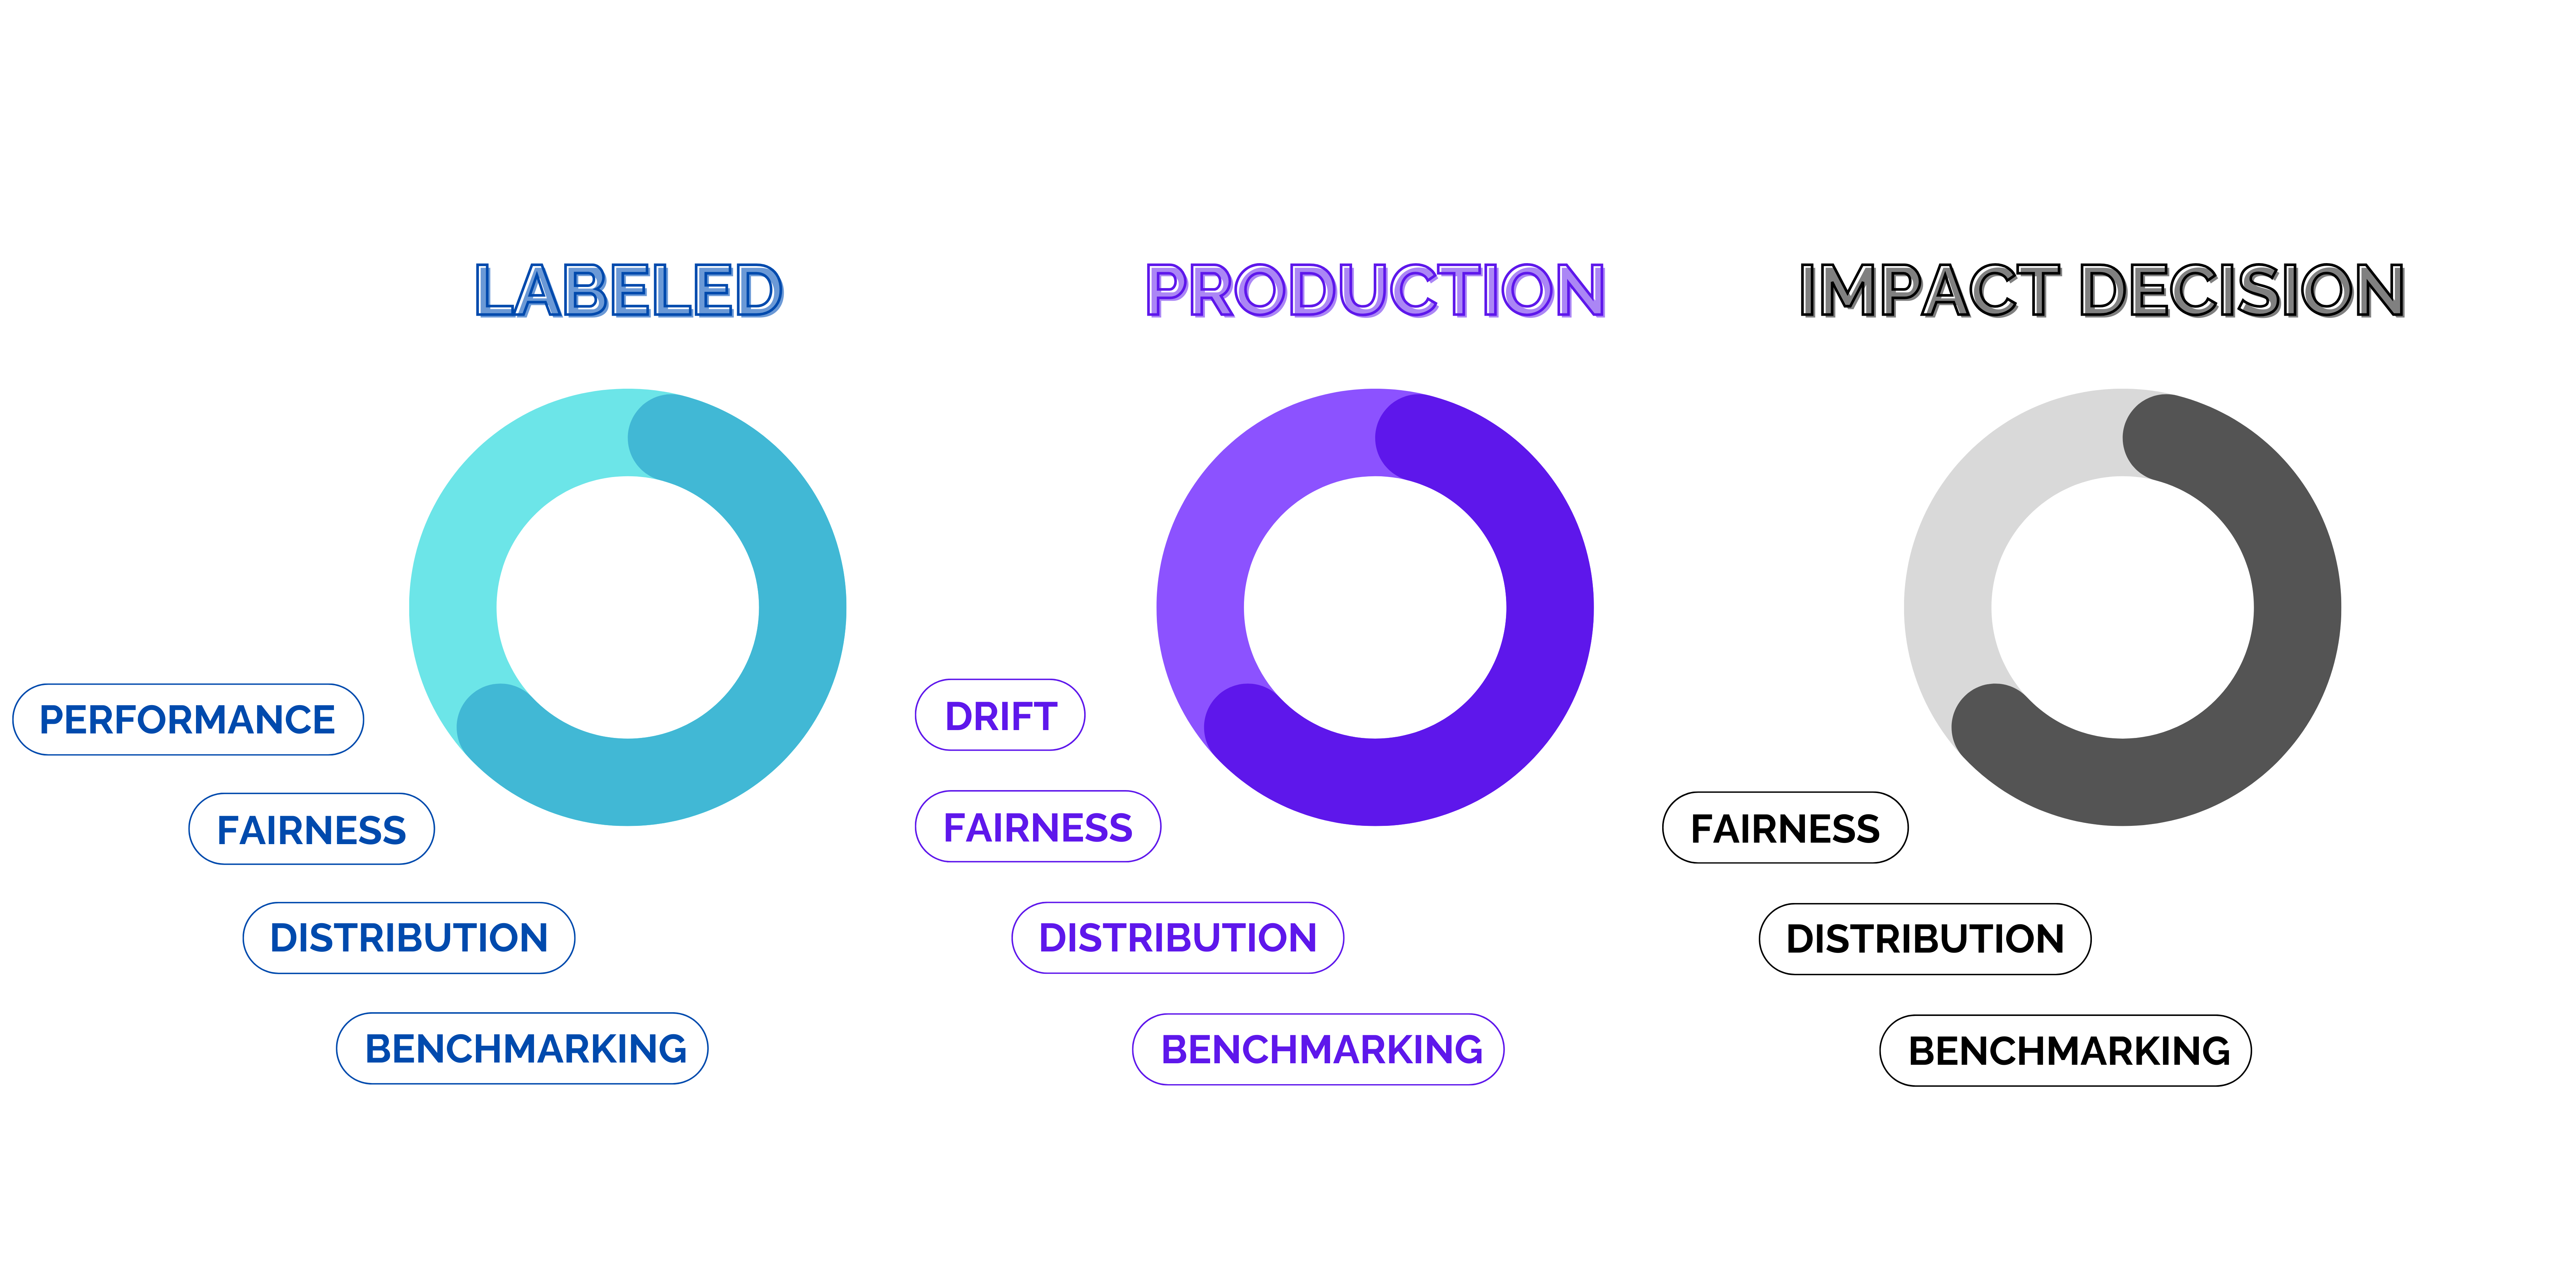 LABELED
PERFORMANCE
FAIRNESS
DISTRIBUTION
BENCHMARKING
PRODUCTION
DRIFT
FAIRNESS
DISTRIBUTION
BENCHMARKING
IMPACT DECISION
FAIRNESS
DISTRIBUTION
BENCHMARKING